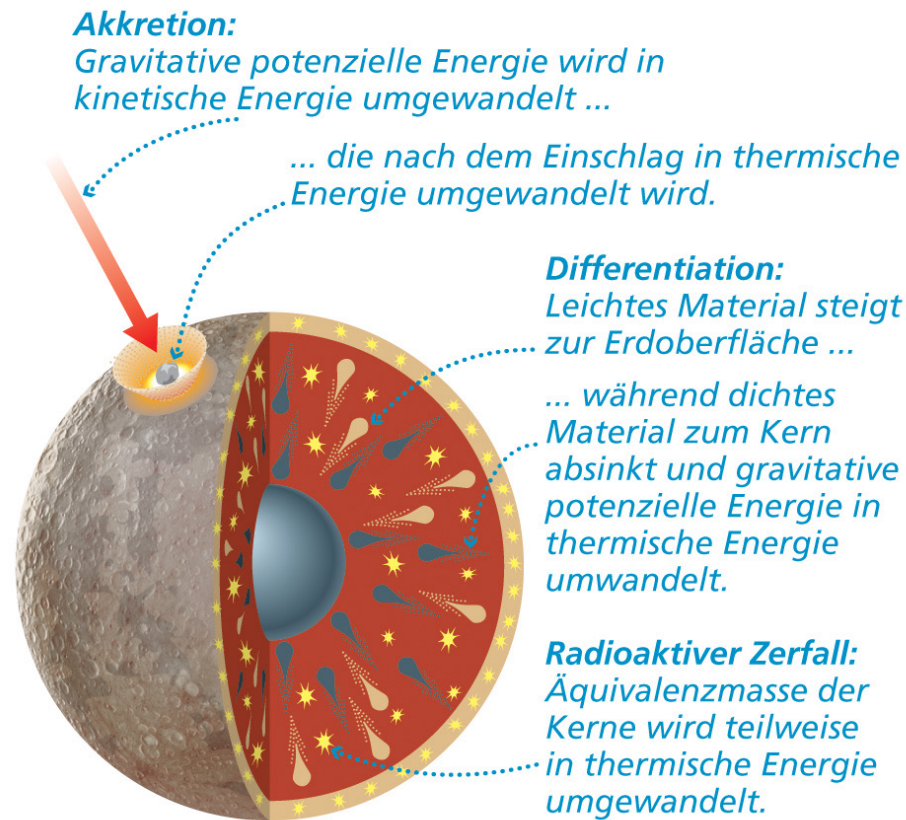 Akkretion:
Gravitative potenzielle Energie wird in
kinetische Energie umgewandelt ...
... die nach dem Einschlag in thermische
Energie umgewandelt wird.
Differentiation:
Leichtes Material steigt
zur Erdoberfläche ...
... während dichtes
Material zum Kern
absinkt und gravitative
potenzielle Energie in
thermische Energie
umwandelt.
Radioaktiver Zerfall:
Äquivalenzmasse der
Kerne wird teilweise
in thermische Energie
umgewandelt.